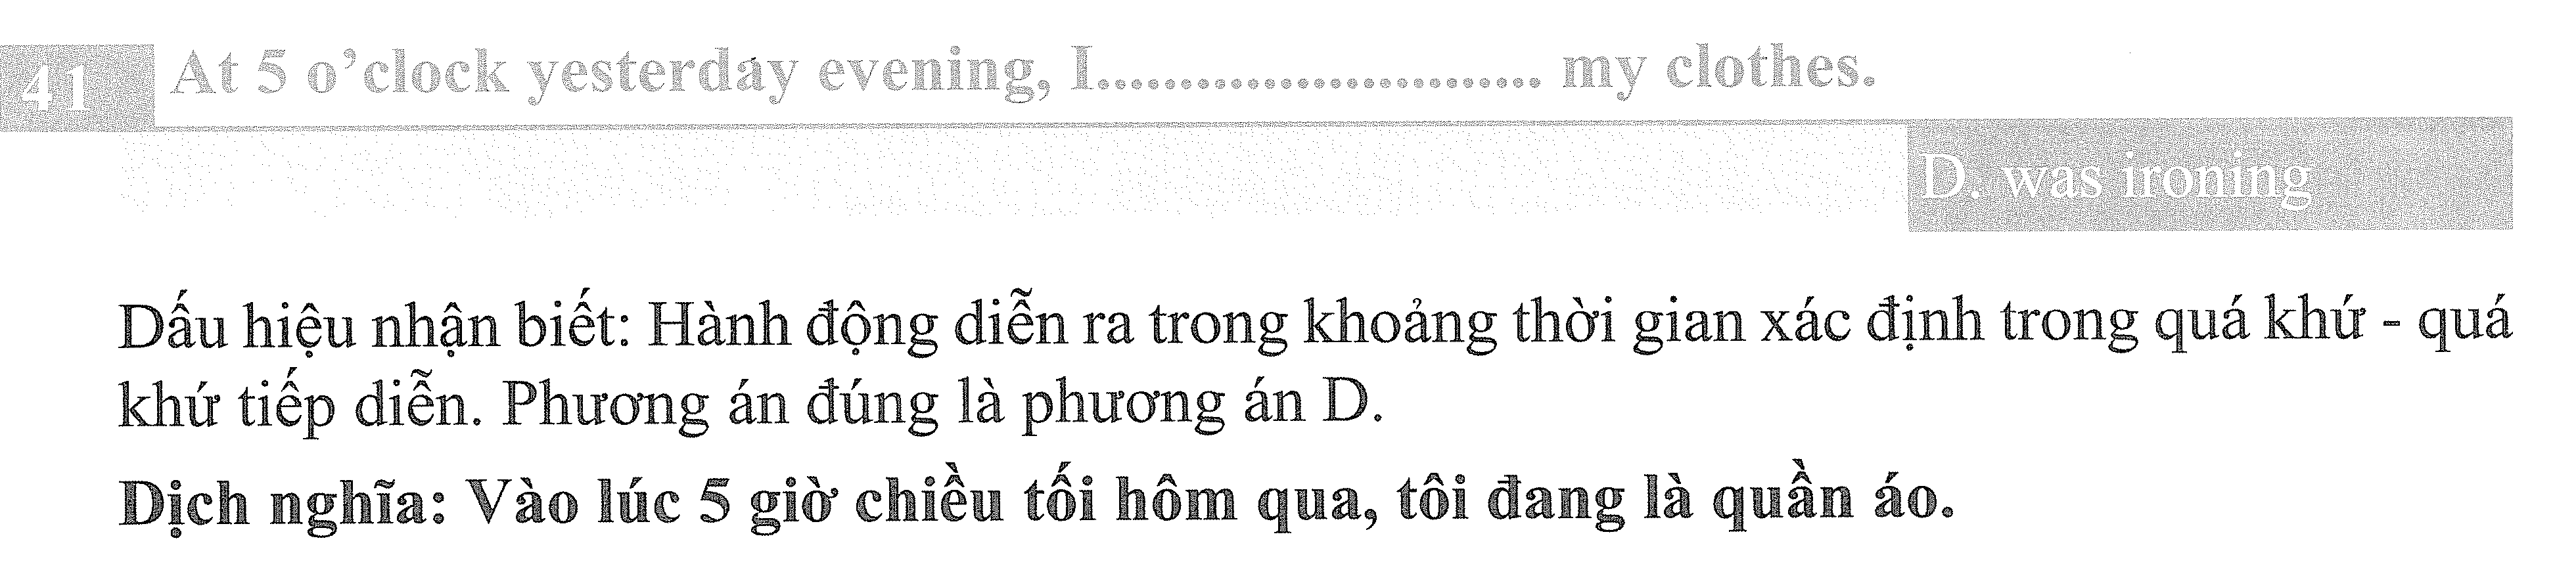 41 At 5 o'clock yesterday evening, I.......................... my clothes.
D. was ironing
Dấu hiệu nhận biết: Hành động diễn ra trong khoảng thời gian xác định trong quá khứ - quá
khứ tiếp diễn. Phương án đúng là phương án D.
Dịch nghĩa: Vào lúc 5 giờ chiều tối hôm qua, tôi đang là quần áo.